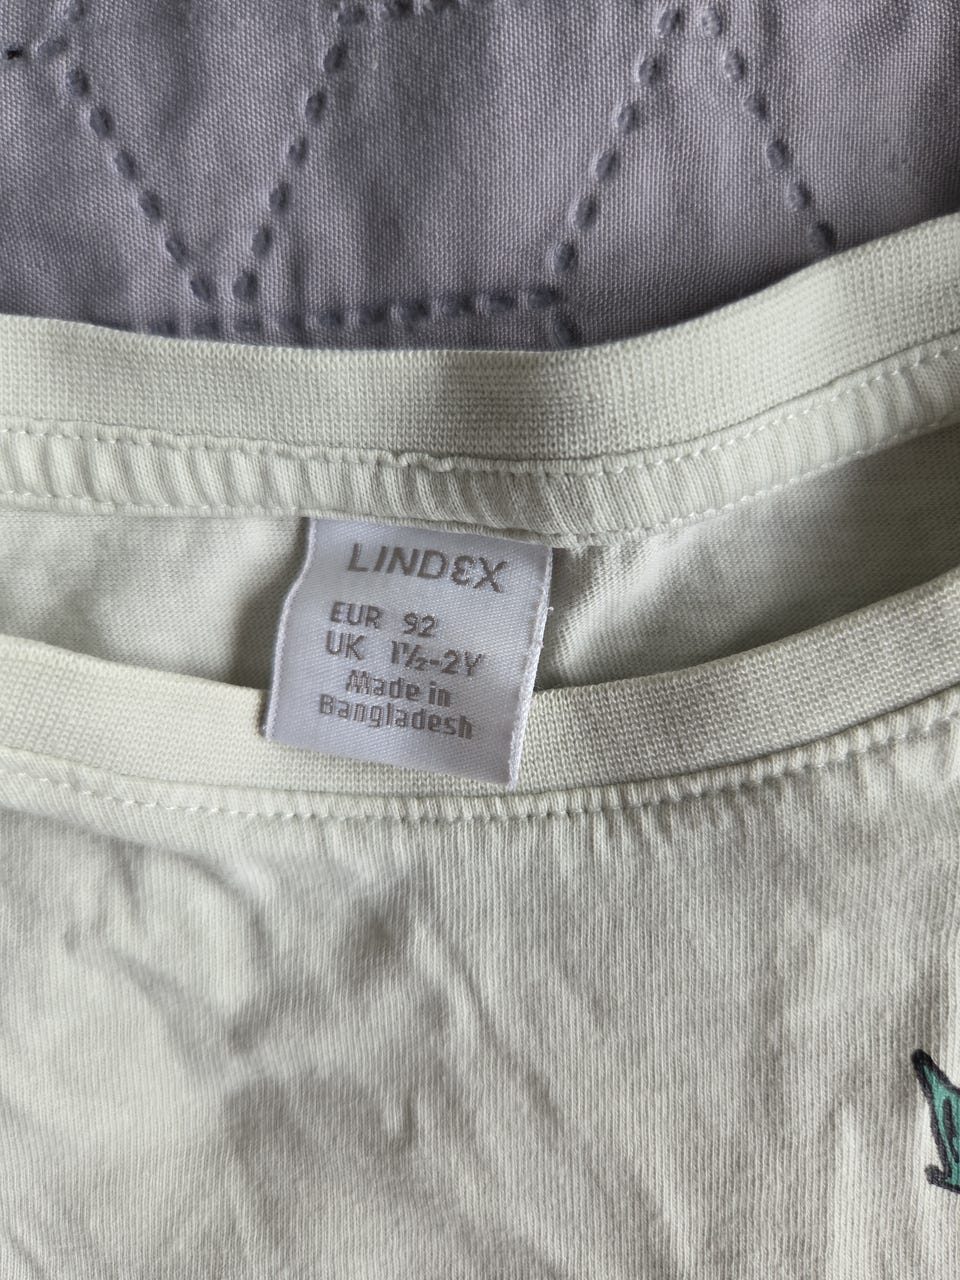 LINDEX
EUR 92
UK 1½-2Y
Made in
Bangladesh